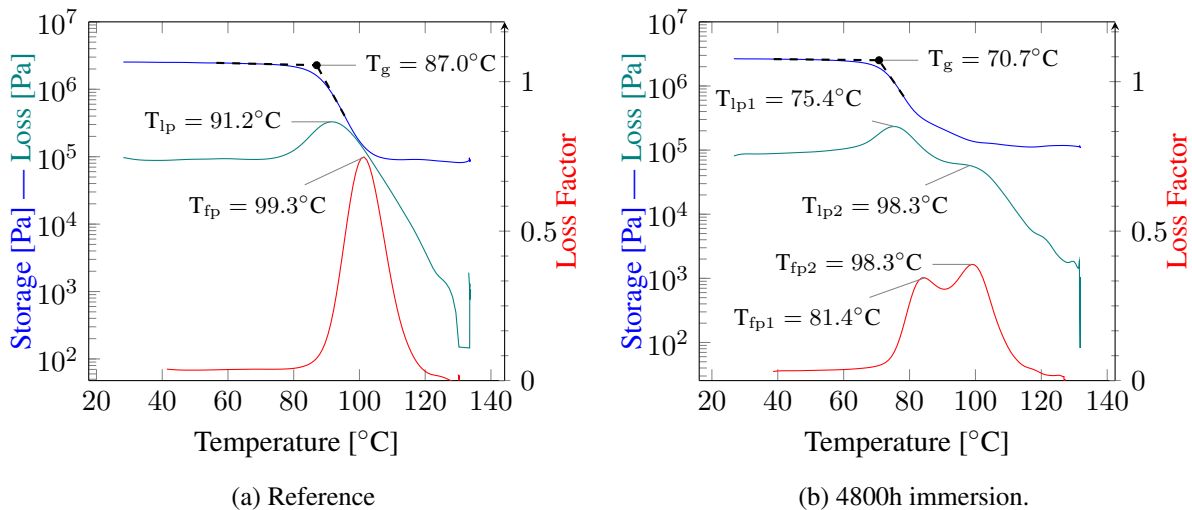 10^7
10^6
10^5
10^4
10^3
10^2
Storage [Pa] — Loss [Pa]
T_g = 87.0°C
T_lp = 91.2°C
T_fp = 99.3°C
1
0.5
0
Loss Factor
20 40 60 80 100 120 140
Temperature [°C]
(a) Reference
10^7
10^6
10^5
10^4
10^3
10^2
Storage [Pa] — Loss [Pa]
T_g = 70.7°C
T_lp1 = 75.4°C
T_lp2 = 98.3°C
T_fp2 = 98.3°C
T_fp1 = 81.4°C
1
0.5
0
Loss Factor
20 40 60 80 100 120 140
Temperature [°C]
(b) 4800h immersion.